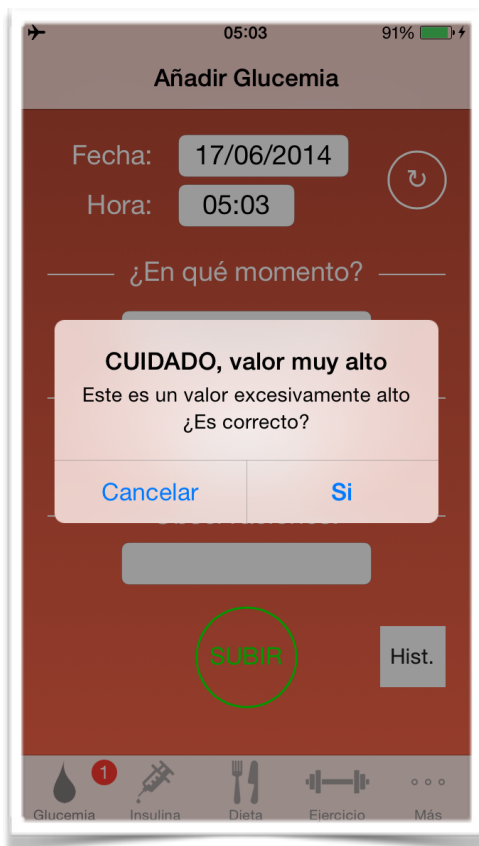 05:03 91%
Añadir Glucemia
Fecha: 17/06/2014
Hora: 05:03
↻
¿En qué momento?
CUIDADO, valor muy alto
Este es un valor excesivamente alto
¿Es correcto?
Cancelar Si
SUBIR Hist.
1
Glucemia Insulina Dieta Ejercicio Más